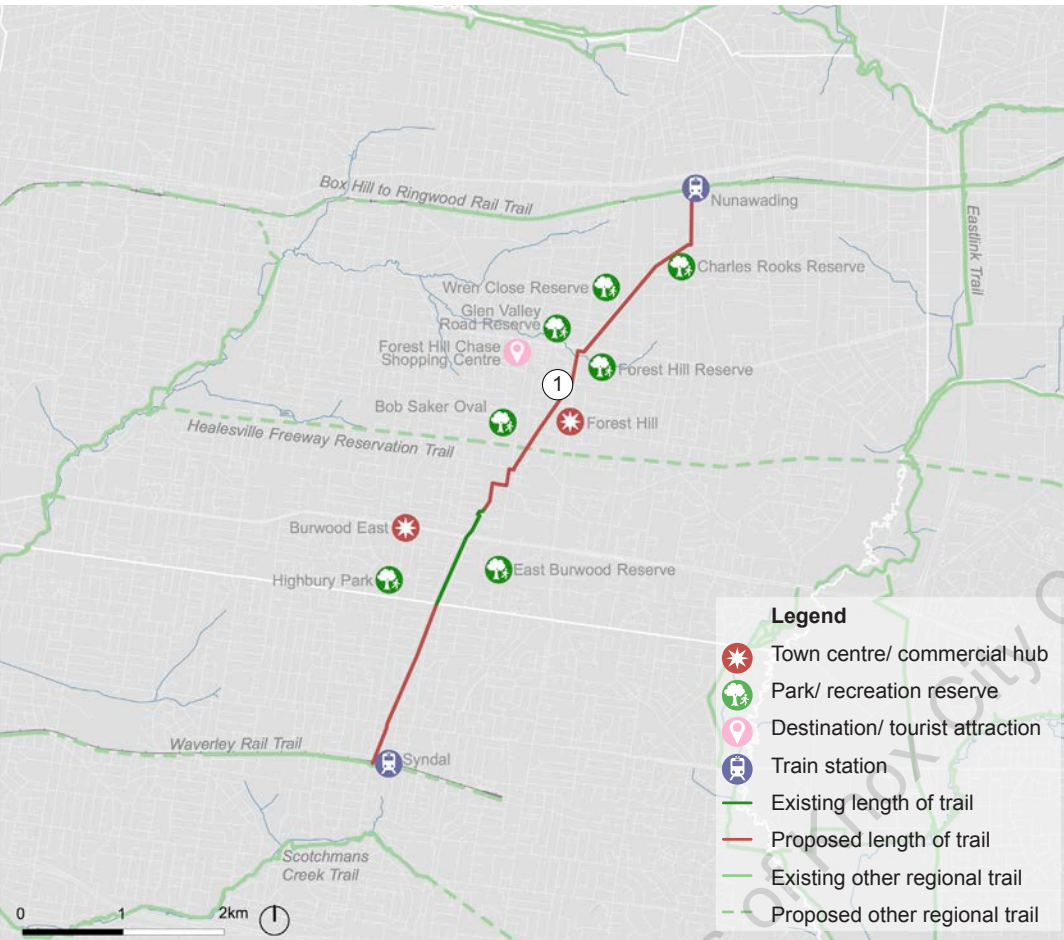 Box Hill to Ringwood Rail Trail
Nunawading
Eastlink Trail
Charles Rooks Reserve
Wren Close Reserve
Glen Valley
Road Reserve
Forest Hill Chase
Shopping Centre
Forest Hill Reserve
1
Bob Saker Oval
Forest Hill
Healesville Freeway Reservation Trail
Burwood East
East Burwood Reserve
Highbury Park
Waverley Rail Trail
Syndal
Scotchmans
Creek Trail
0 1 2km
Legend
Town centre/ commercial hub
Park/ recreation reserve
Destination/ tourist attraction
Train station
Existing length of trail
Proposed length of trail
Existing other regional trail
Proposed other regional trail
of Knox City